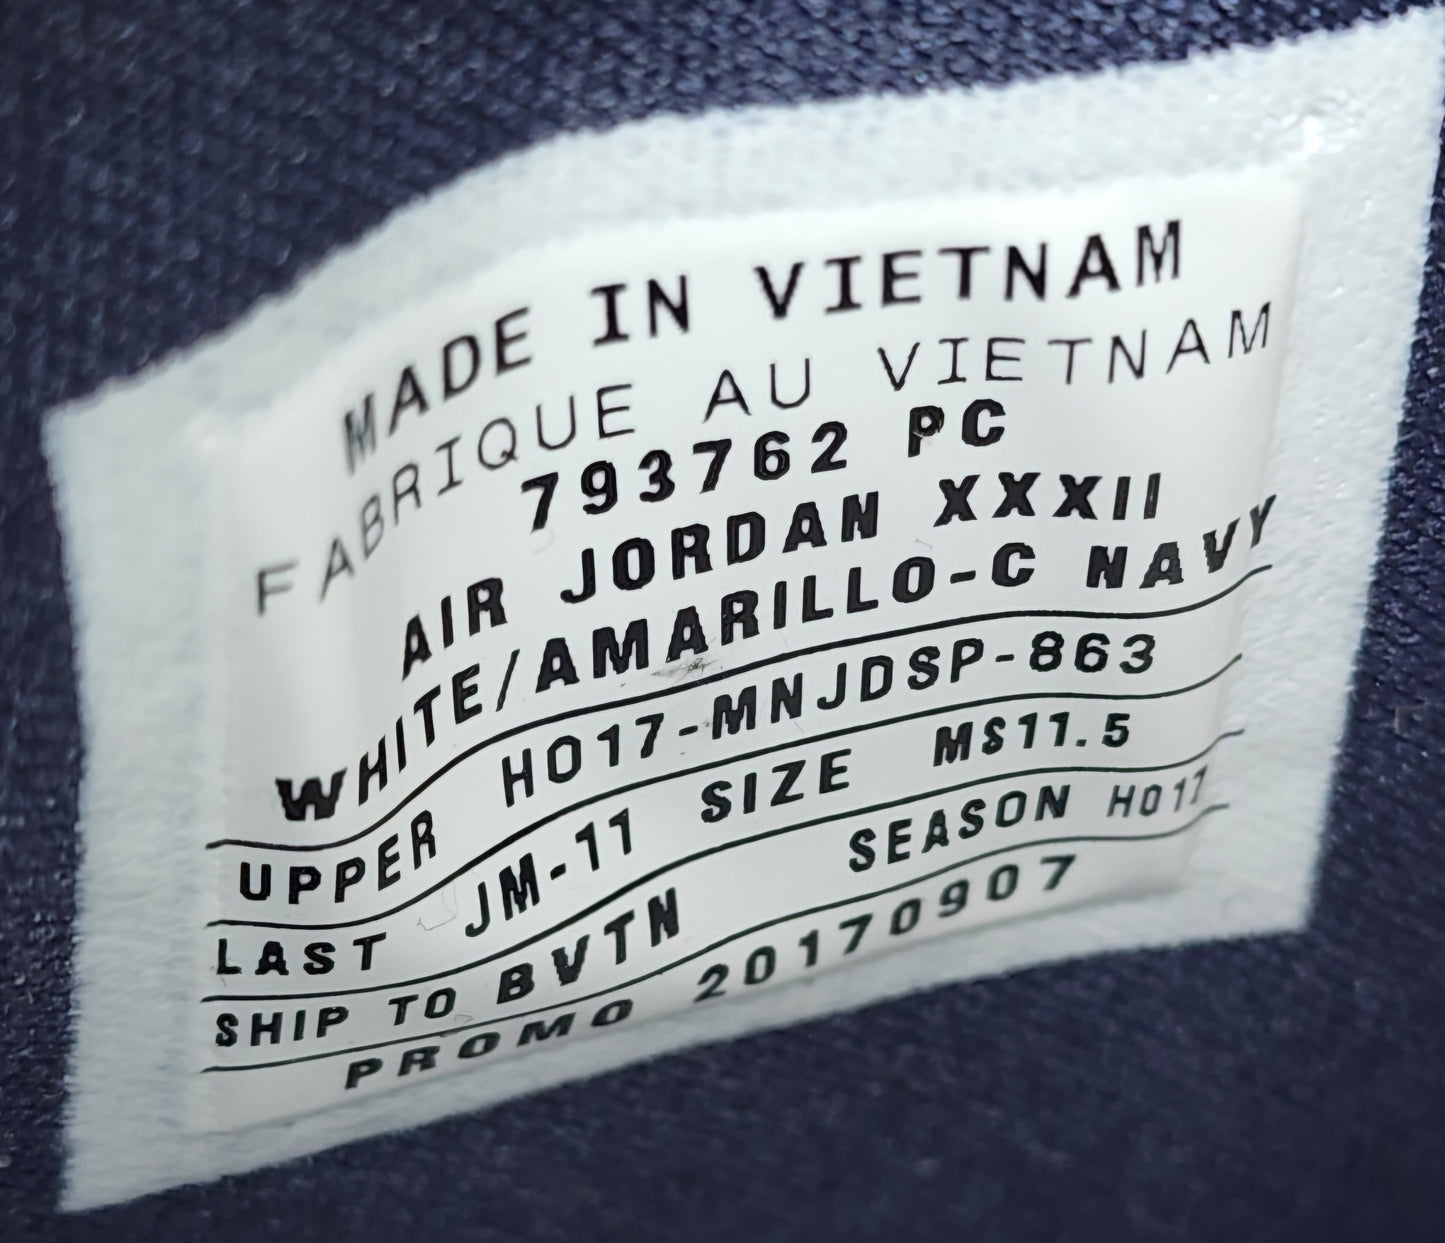 MADE IN VIETNAM
FABRIQUE AU VIETNAM
793762 PC
AIR JORDAN XXXII
WHITE/AMARILLO-C NAVY
UPPER HO17-MNJDSP-863
LAST JM-11 SIZE MS11.5
SHIP TO BVTN SEASON HO17
PROMO 20170907